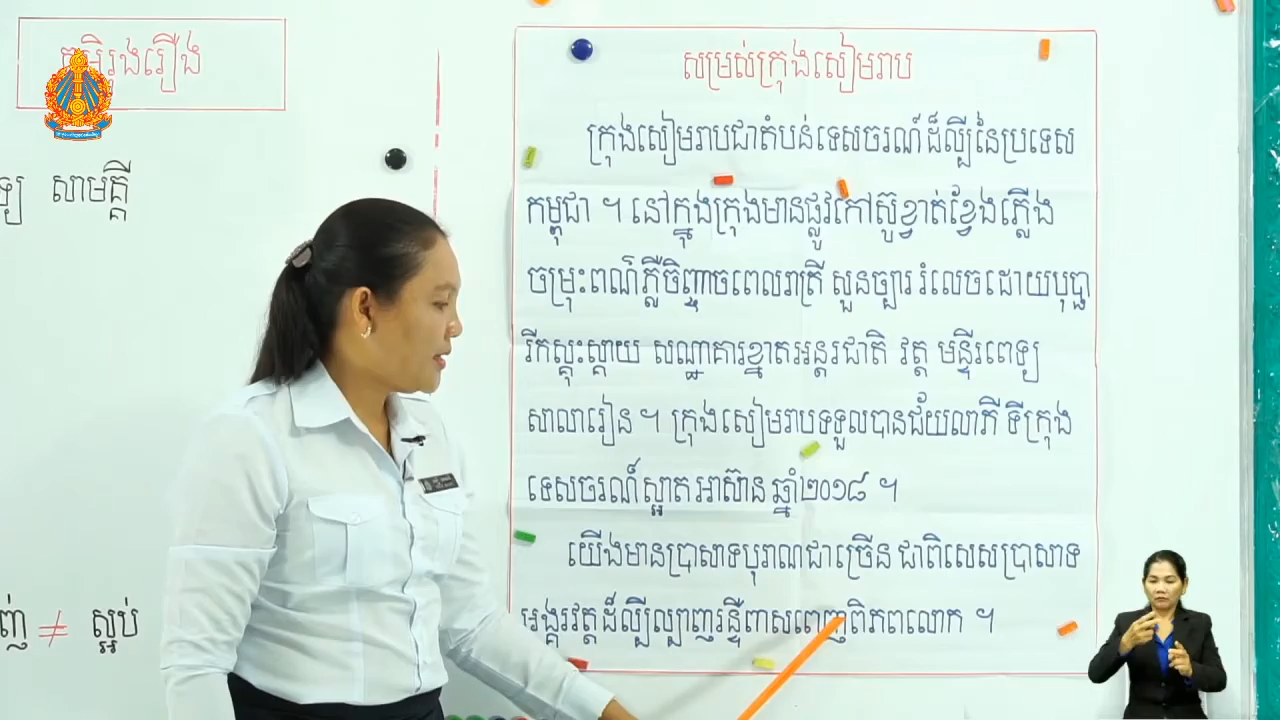 រុងរឿង
សាមគ្គី
≠ ស្អប់
សម្រស់ក្រុងសៀមរាប
ក្រុងសៀមរាបជាតំបន់ទេសចរណ៍ដ៏ល្បីនៃប្រទេស
កម្ពុជា ។ នៅក្នុងក្រុងមានផ្លូវកៅស៊ូខ្វាត់ខ្វែងភ្លើង
ចម្រុះពណ៌ភ្លឺចិញ្ចាចពេលរាត្រី សួនច្បារ រំលេចដោយបុប្ផា
រីកស្គុះស្គាយ សណ្ឋាគារខ្នាតអន្តរជាតិ វត្ត មន្ទីរពេទ្យ
សាលារៀន ។ ក្រុងសៀមរាបទទួលបានជ័យលាភី ទីក្រុង
ទេសចរណ៍ស្អាត អាស៊ាន ឆ្នាំ២០១៨ ។
យើងមានប្រាសាទបុរាណជាច្រើន ជាពិសេសប្រាសាទ
អង្គរវត្តដ៏ល្បីល្បាញរន្ទឺពាសពេញពិភពលោក ។